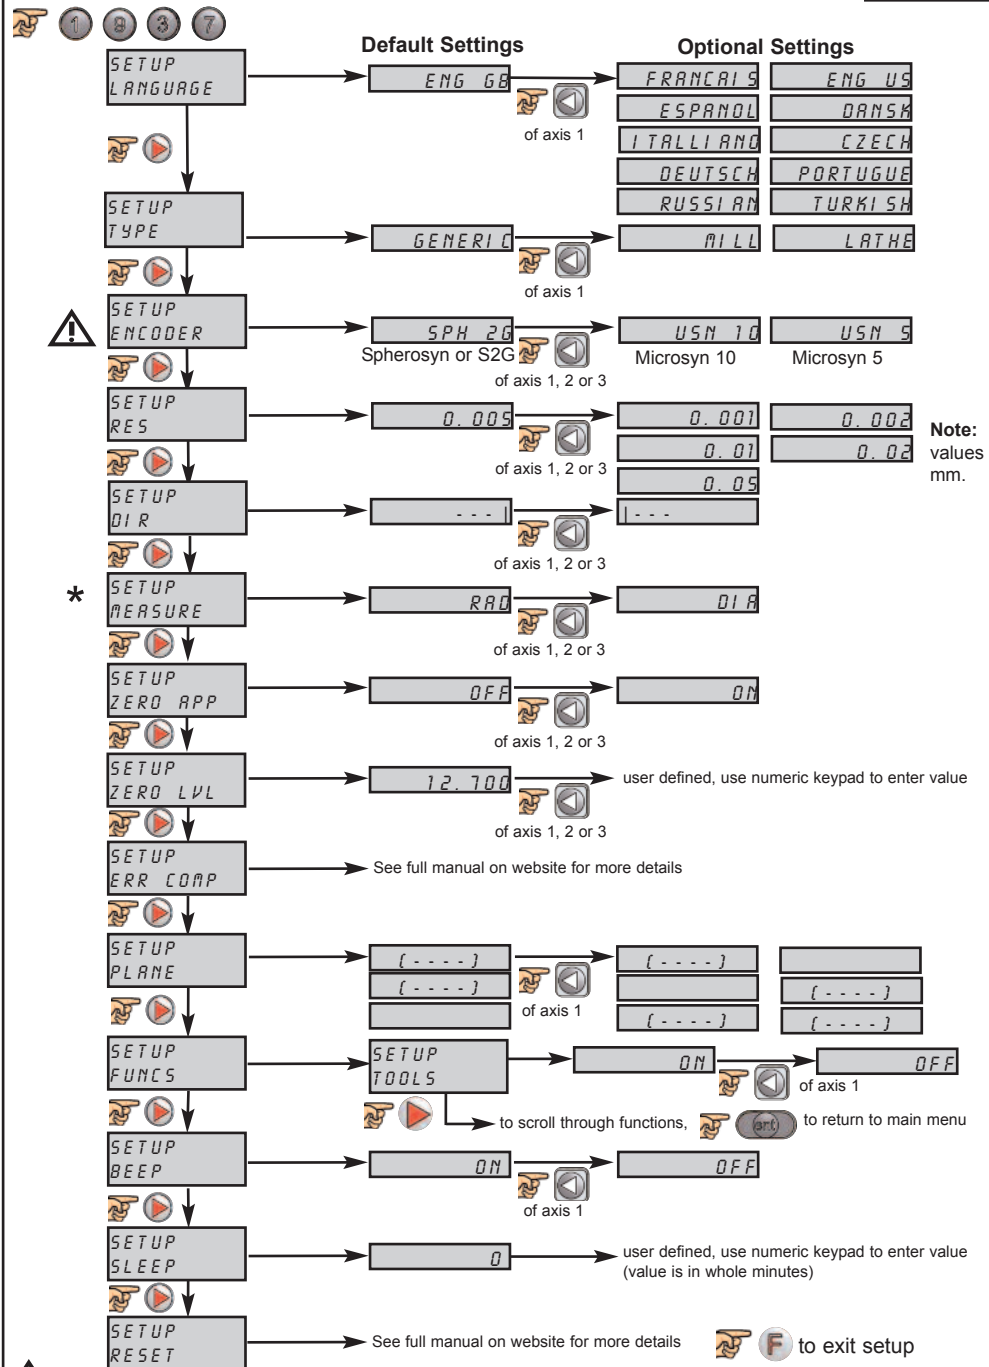 1 9 3 7
Default Settings
Optional Settings
SETUP
LANGUAGE
ENG GB
of axis 1
FRANCAIS
ENG US
ESPANOL
DANSK
ITALLIANO
CZECH
DEUTSCH
PORTUGUE
RUSSIAN
TURKISH
SETUP
TYPE
GENERIC
of axis 1
MILL
LATHE
SETUP
ENCODER
SPH 2G
Spherosyn or S2G
of axis 1, 2 or 3
USN 10
Microsyn 10
USN 5
Microsyn 5
SETUP
RES
0.005
of axis 1, 2 or 3
0.001
0.002
0.01
0.02
0.05
Note:
values
mm.
SETUP
DIR
---|
of axis 1, 2 or 3
|---
*
SETUP
MEASURE
RAD
of axis 1, 2 or 3
DIA
SETUP
ZERO APP
OFF
of axis 1, 2 or 3
ON
SETUP
ZERO LVL
12.700
of axis 1, 2 or 3
user defined, use numeric keypad to enter value
SETUP
ERR COMP
See full manual on website for more details
SETUP
PLANE
(----)
(----)
of axis 1
(----)
(----)
(----)
(----)
SETUP
FUNCS
SETUP
TOOLS
ON
of axis 1
OFF
to scroll through functions,
ent
to return to main menu
SETUP
BEEP
ON
of axis 1
OFF
SETUP
SLEEP
0
user defined, use numeric keypad to enter value
(value is in whole minutes)
SETUP
RESET
See full manual on website for more details
F to exit setup